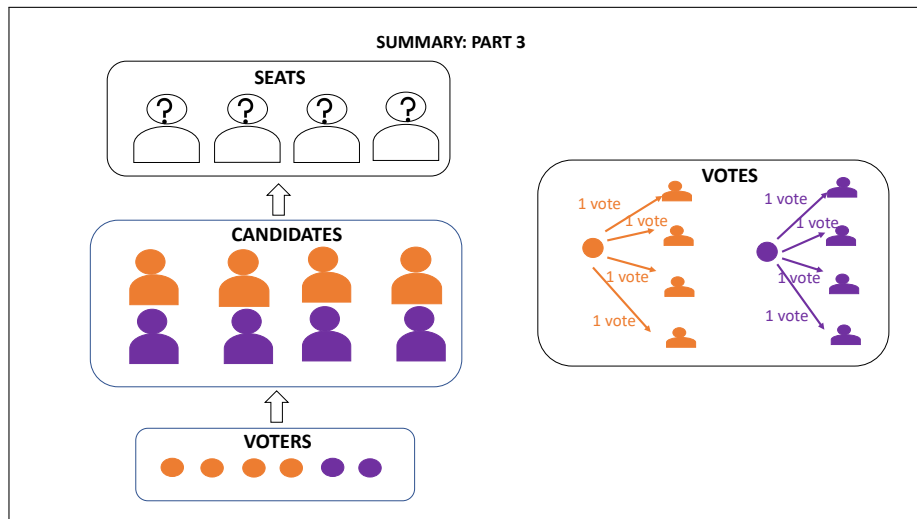 SUMMARY: PART 3
SEATS
? ? ? ?
CANDIDATES
VOTERS
VOTES
1 vote
1 vote
1 vote
1 vote
1 vote
1 vote
1 vote
1 vote